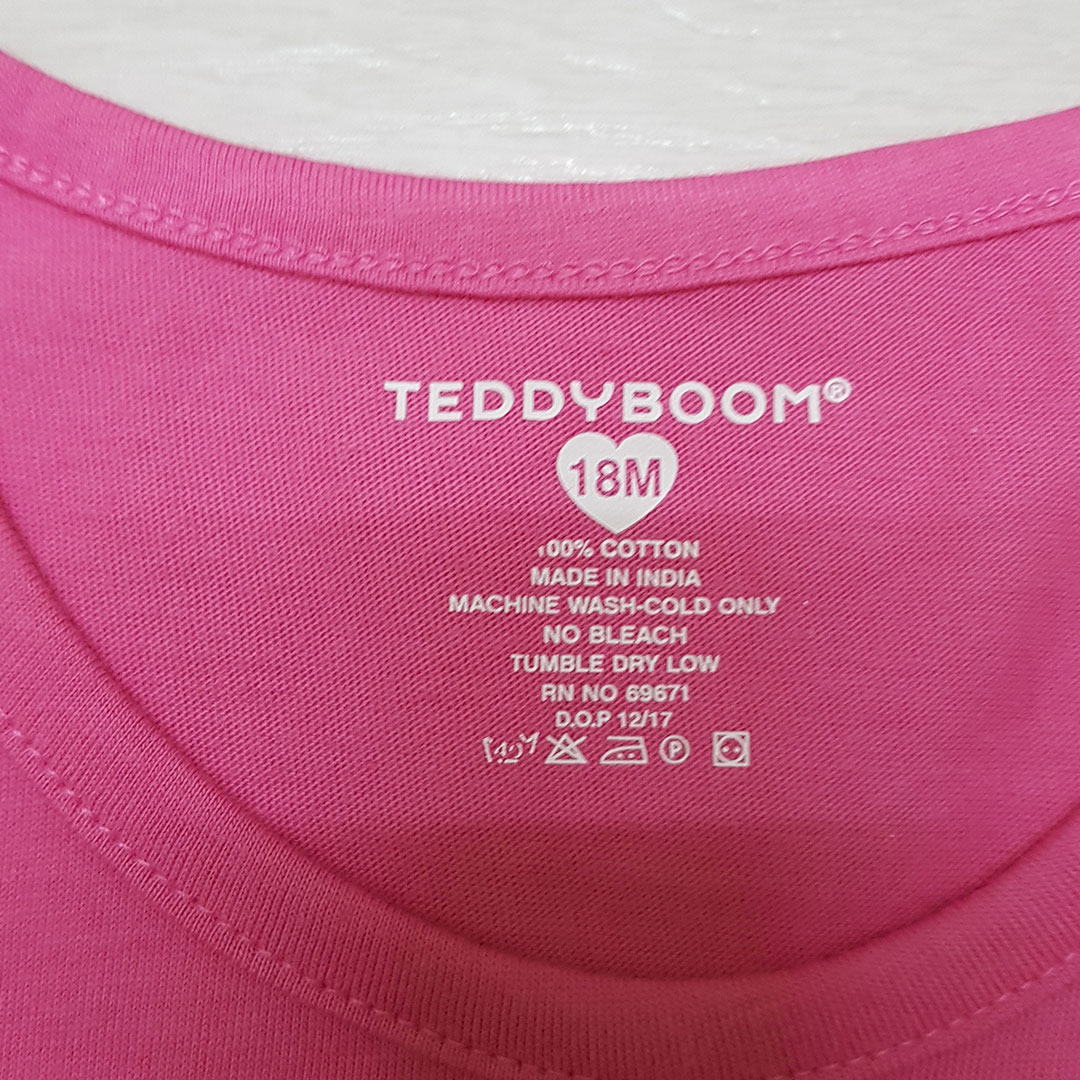 TEDDYBOOM®
18M
100% COTTON
MADE IN INDIA
MACHINE WASH-COLD ONLY
NO BLEACH
TUMBLE DRY LOW
RN NO 69671
D.O.P 12/17
40 P